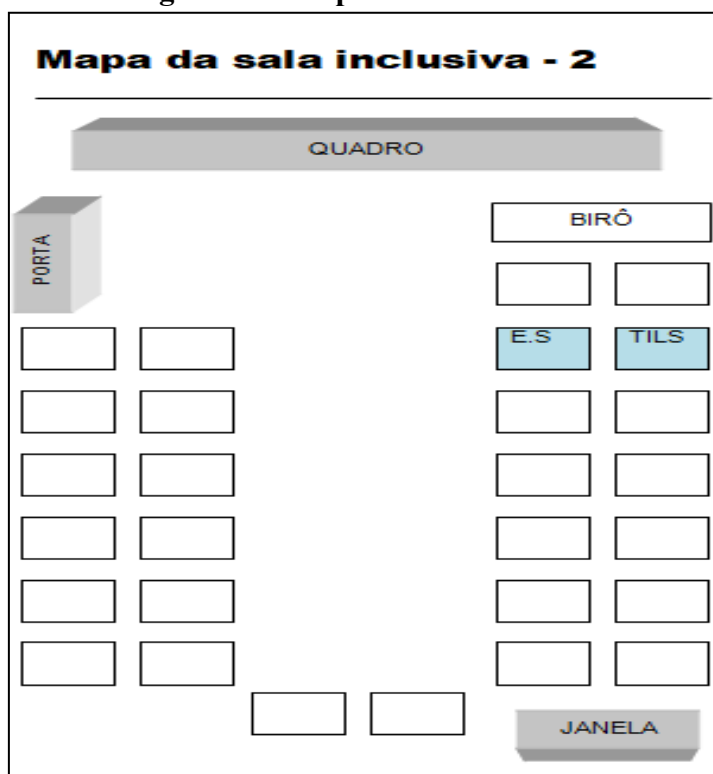 Mapa da sala inclusiva - 2
QUADRO
PORTA
BIRÔ
E.S
TILS
JANELA